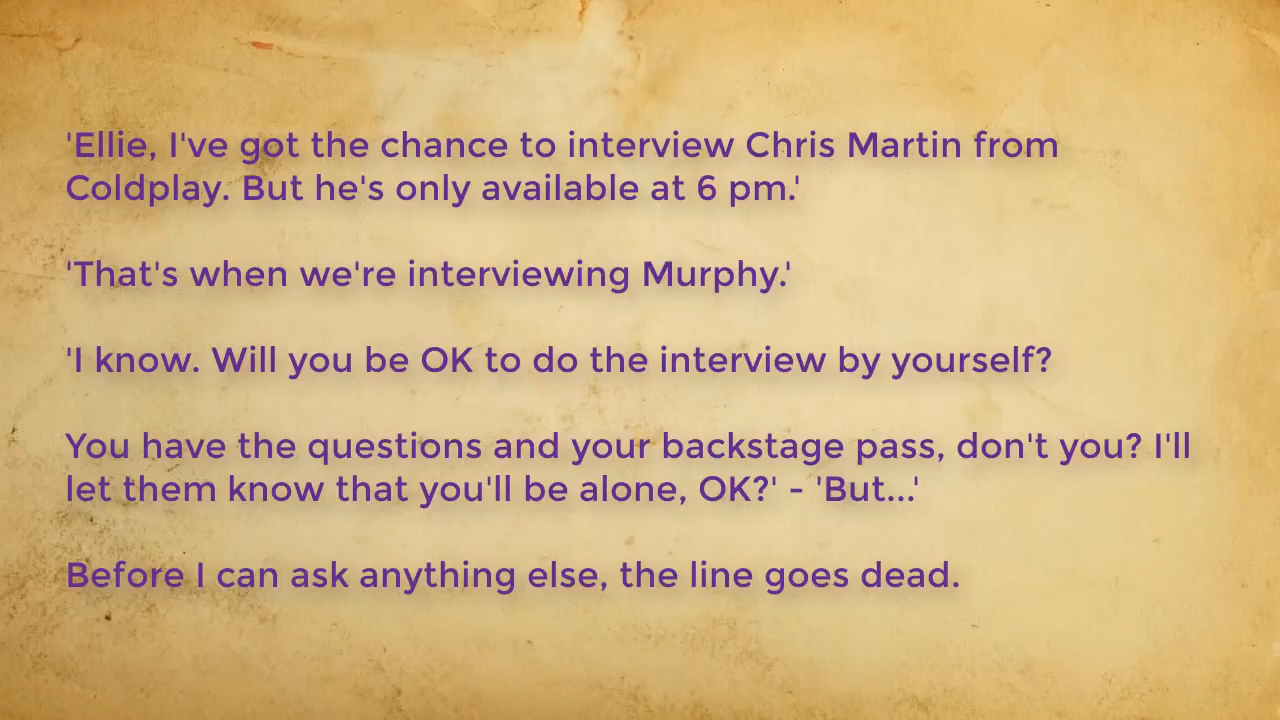 'Ellie, I've got the chance to interview Chris Martin from
Coldplay. But he's only available at 6 pm.'
'That's when we're interviewing Murphy.'
'I know. Will you be OK to do the interview by yourself?
You have the questions and your backstage pass, don't you? I'll
let them know that you'll be alone, OK?' - 'But...'
Before I can ask anything else, the line goes dead.